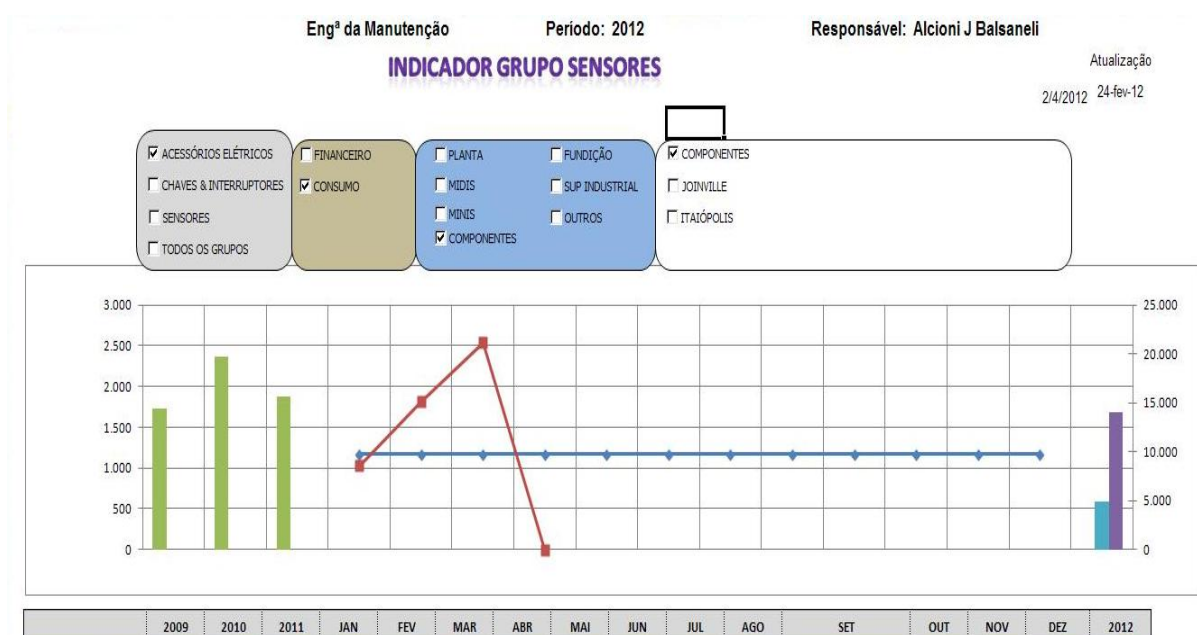 Engª da Manutenção Período: 2012 Responsável: Alcioni J Balsaneli
INDICADOR GRUPO SENSORES
Atualização
2/4/2012 24-fev-12
ACESSÓRIOS ELÉTRICOS FINANCEIRO PLANTA FUNDIÇÃO COMPONENTES
CHAVES & INTERRUPTORES CONSUMO MIDIS SUP INDUSTRIAL JOINVILLE
SENSORES MINIS OUTROS ITAIÓPOLIS
COMPONENTES
TODOS OS GRUPOS
3.000 25.000
2.500 20.000
2.000
1.500 15.000
1.000 10.000
500 5.000
0 0
2009 2010 2011 JAN FEV MAR ABR MAI JUN JUL AGO SET OUT NOV DEZ 2012